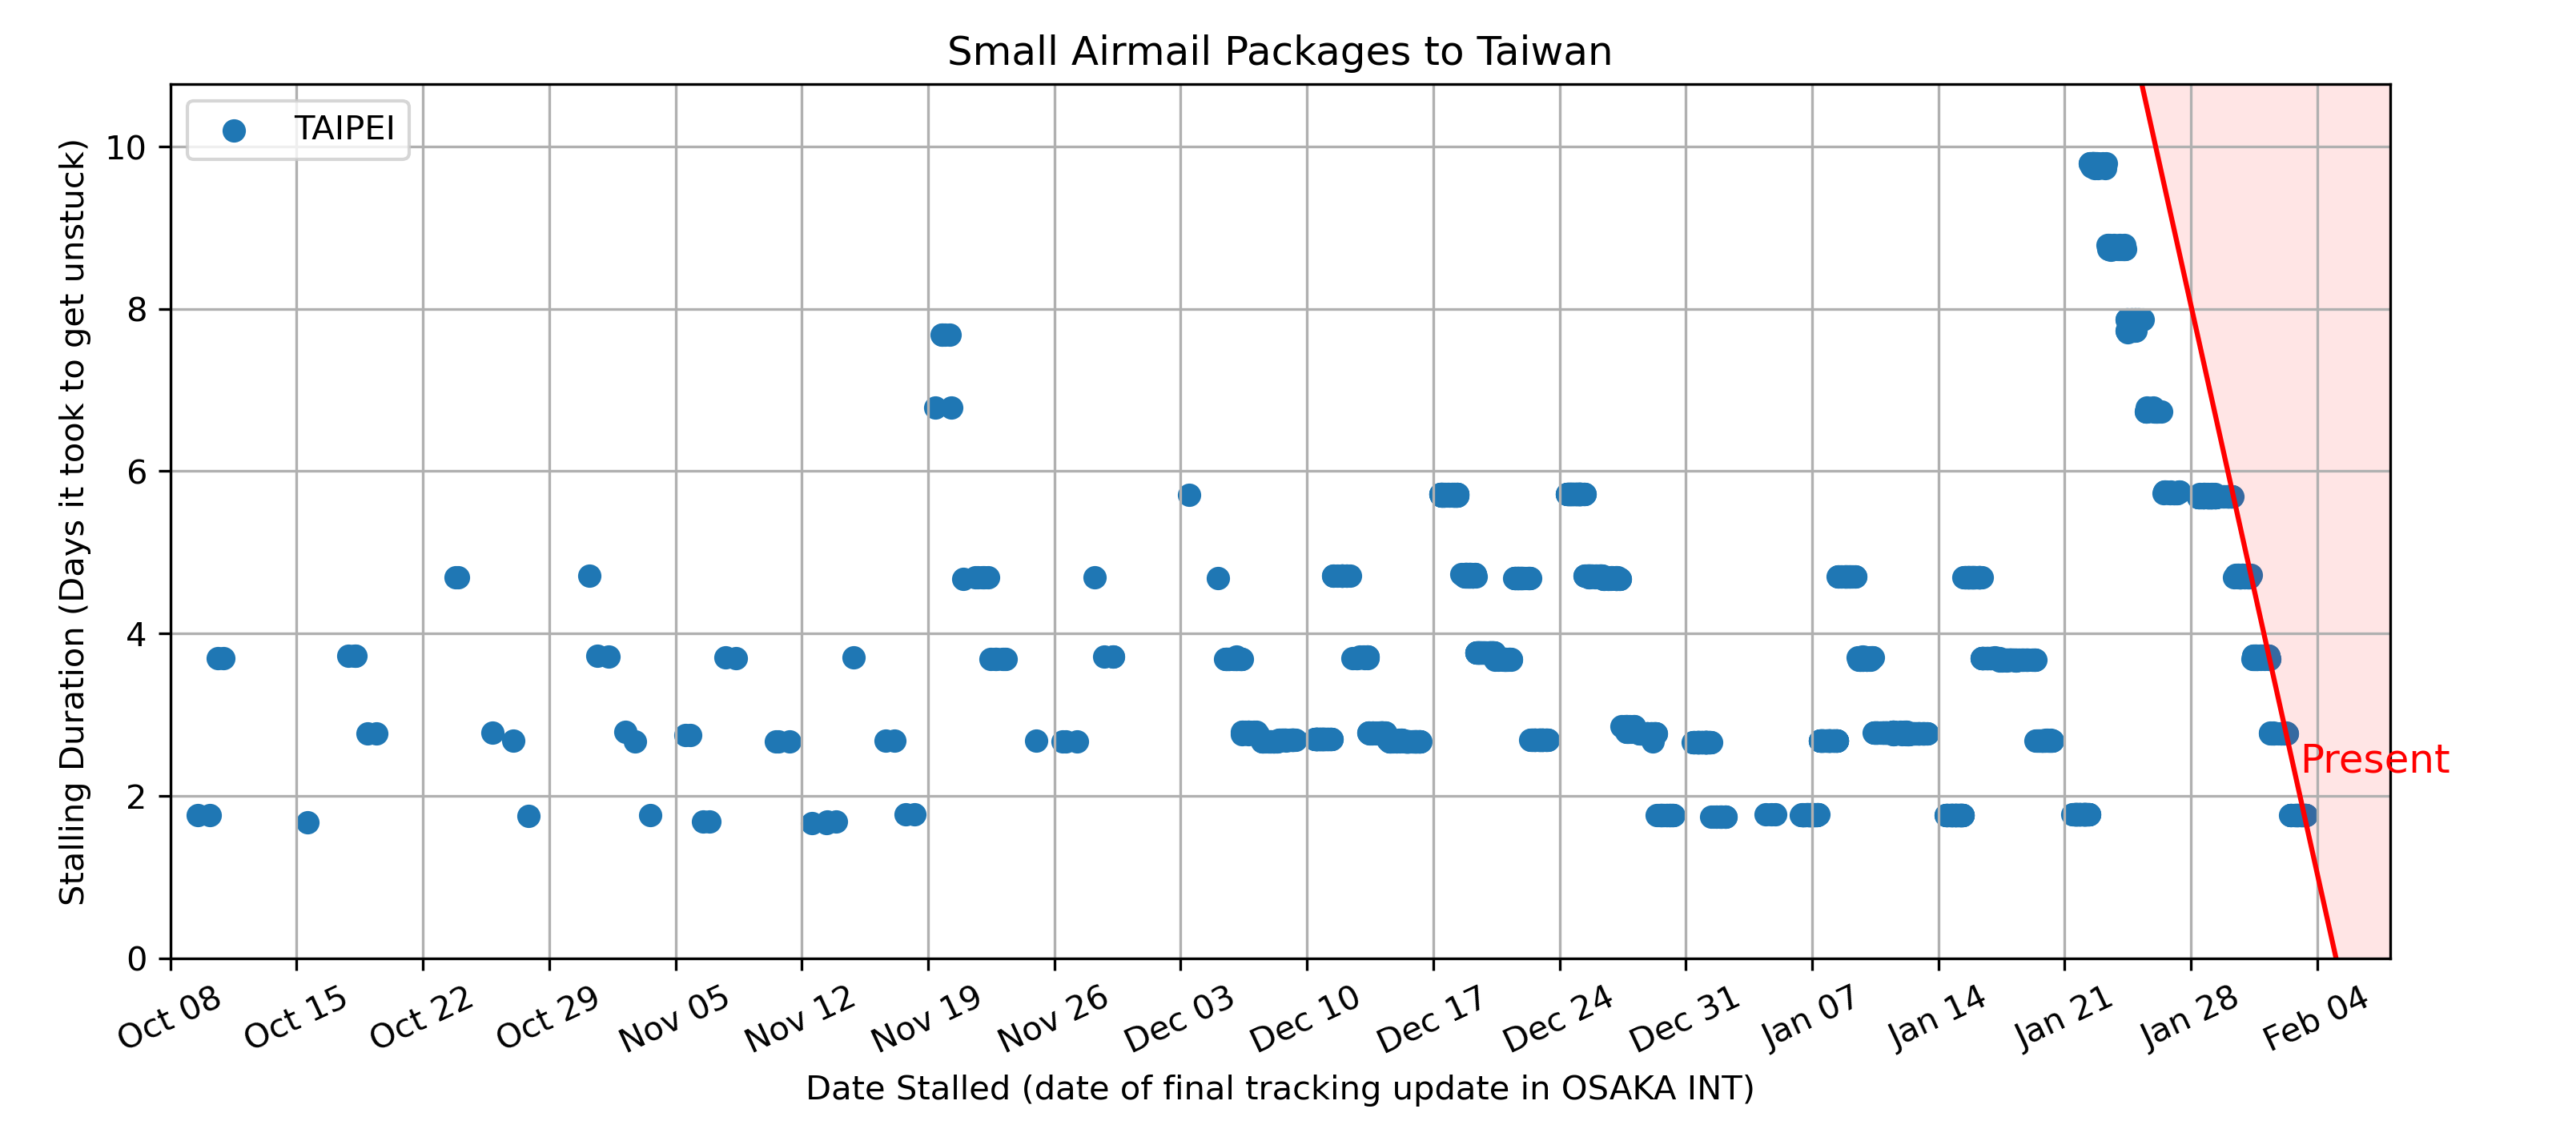 Small Airmail Packages to Taiwan
TAIPEI
Stalling Duration (Days it took to get unstuck)
10
8
6
4
2
0
Present
Oct 08
Oct 15
Oct 22
Oct 29
Nov 05
Nov 12
Nov 19
Nov 26
Dec 03
Dec 10
Dec 17
Dec 24
Dec 31
Jan 07
Jan 14
Jan 21
Jan 28
Feb 04
Date Stalled (date of final tracking update in OSAKA INT)